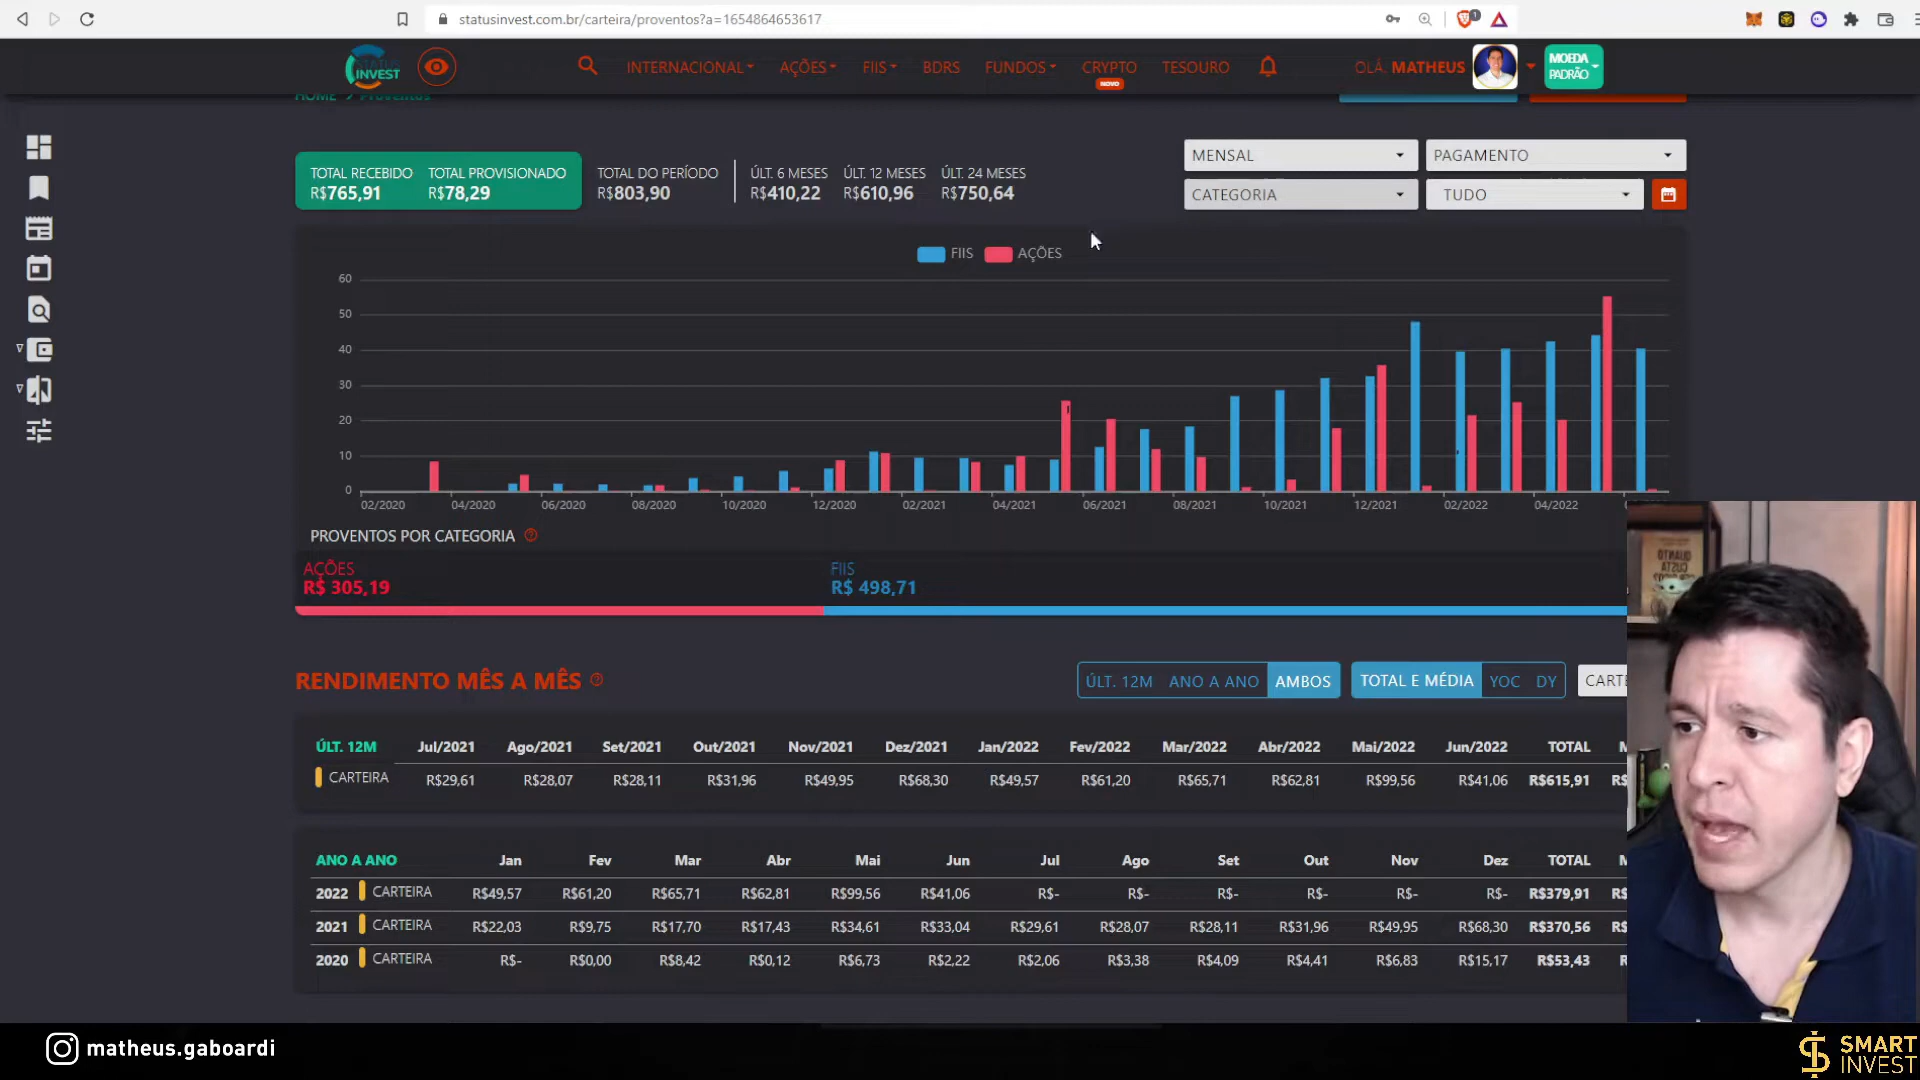 statusinvest.com.br/carteira/proventos?a=1654864653617
1
STATUS
INVEST
INTERNACIONAL
AÇÕES
FIIS
BDRS
FUNDOS
CRYPTO
NOVO
TESOURO
OLÁ, MATHEUS
MOEDA
PADRÃO
HOME > Proventos
TOTAL RECEBIDO
R$765,91
TOTAL PROVISIONADO
R$78,29
TOTAL DO PERÍODO
R$803,90
ÚLT. 6 MESES
R$410,22
ÚLT. 12 MESES
R$610,96
ÚLT. 24 MESES
R$750,64
MENSAL
PAGAMENTO
CATEGORIA
TUDO
FIIS AÇÕES
60
50
40
30
20
10
0
02/2020 04/2020 06/2020 08/2020 10/2020 12/2020 02/2021 04/2021 06/2021 08/2021 10/2021 12/2021 02/2022 04/2022
PROVENTOS POR CATEGORIA
AÇÕES
R$ 305,19
FIIS
R$ 498,71
RENDIMENTO MÊS A MÊS
ÚLT. 12M ANO A ANO AMBOS
TOTAL E MÉDIA YOC DY
CARTE
ÚLT. 12M Jul/2021 Ago/2021 Set/2021 Out/2021 Nov/2021 Dez/2021 Jan/2022 Fev/2022 Mar/2022 Abr/2022 Mai/2022 Jun/2022 TOTAL M
CARTEIRA R$29,61 R$28,07 R$28,11 R$31,96 R$49,95 R$68,30 R$49,57 R$61,20 R$65,71 R$62,81 R$99,56 R$41,06 R$615,91 R$
ANO A ANO Jan Fev Mar Abr Mai Jun Jul Ago Set Out Nov Dez TOTAL M
2022 CARTEIRA R$49,57 R$61,20 R$65,71 R$62,81 R$99,56 R$41,06 R$- R$- R$- R$- R$- R$- R$379,91 R$
2021 CARTEIRA R$22,03 R$9,75 R$17,70 R$17,43 R$34,61 R$33,04 R$29,61 R$28,07 R$28,11 R$31,96 R$49,95 R$68,30 R$370,56 R$
2020 CARTEIRA R$- R$0,00 R$8,42 R$0,12 R$6,73 R$2,22 R$2,06 R$3,38 R$4,09 R$4,41 R$6,83 R$15,17 R$53,43 R$
QUANTO
CUSTA
matheus.gaboardi
SMART
INVEST